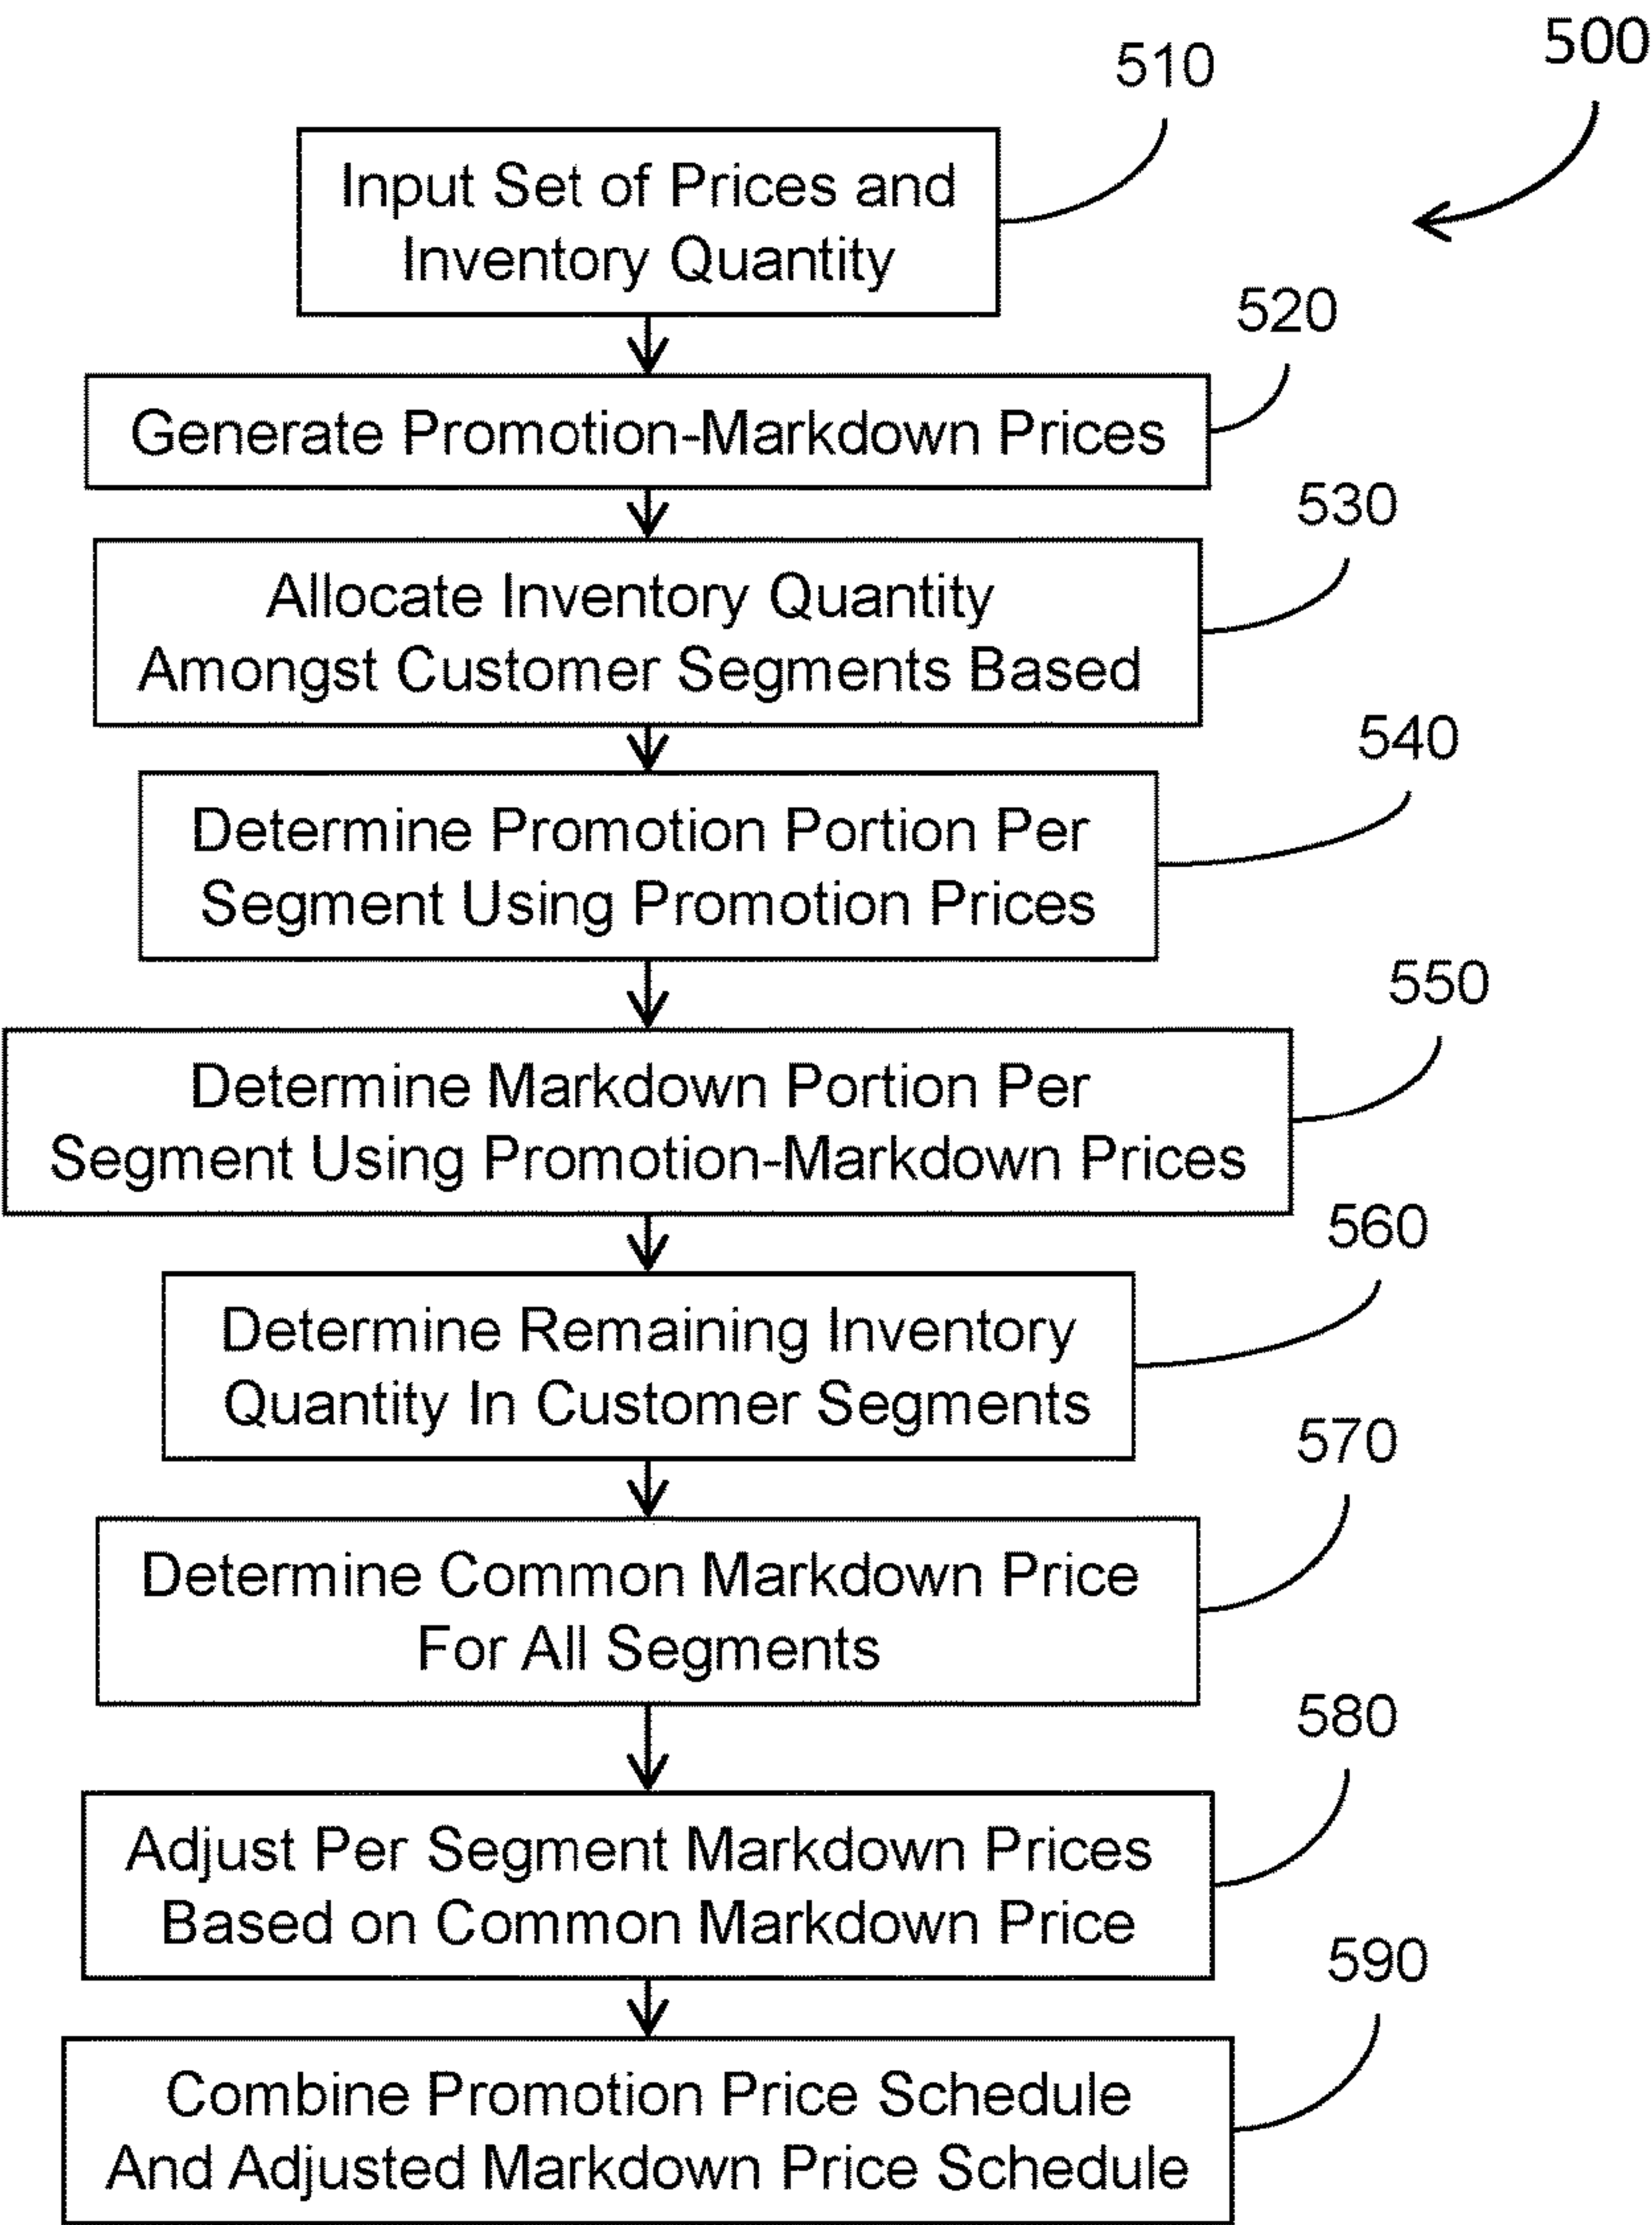 500
510
Input Set of Prices and
Inventory Quantity
520
Generate Promotion-Markdown Prices
530
Allocate Inventory Quantity
Amongst Customer Segments Based
540
Determine Promotion Portion Per
Segment Using Promotion Prices
550
Determine Markdown Portion Per
Segment Using Promotion-Markdown Prices
560
Determine Remaining Inventory
Quantity In Customer Segments
570
Determine Common Markdown Price
For All Segments
580
Adjust Per Segment Markdown Prices
Based on Common Markdown Price
590
Combine Promotion Price Schedule
And Adjusted Markdown Price Schedule